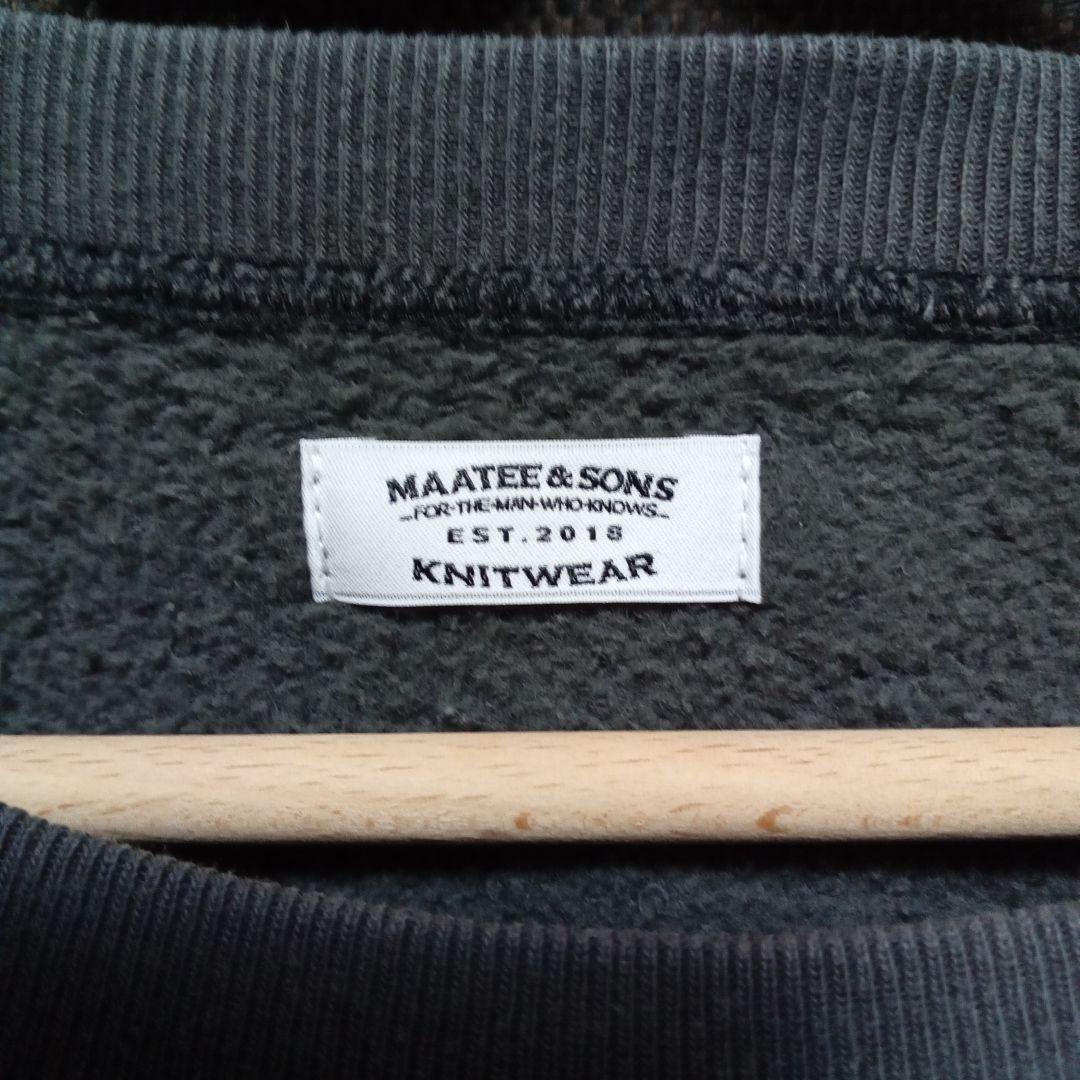 MAATEE & SONS
-FOR-THE-MAN-WHO-KNOWS-
EST.2018
KNITWEAR